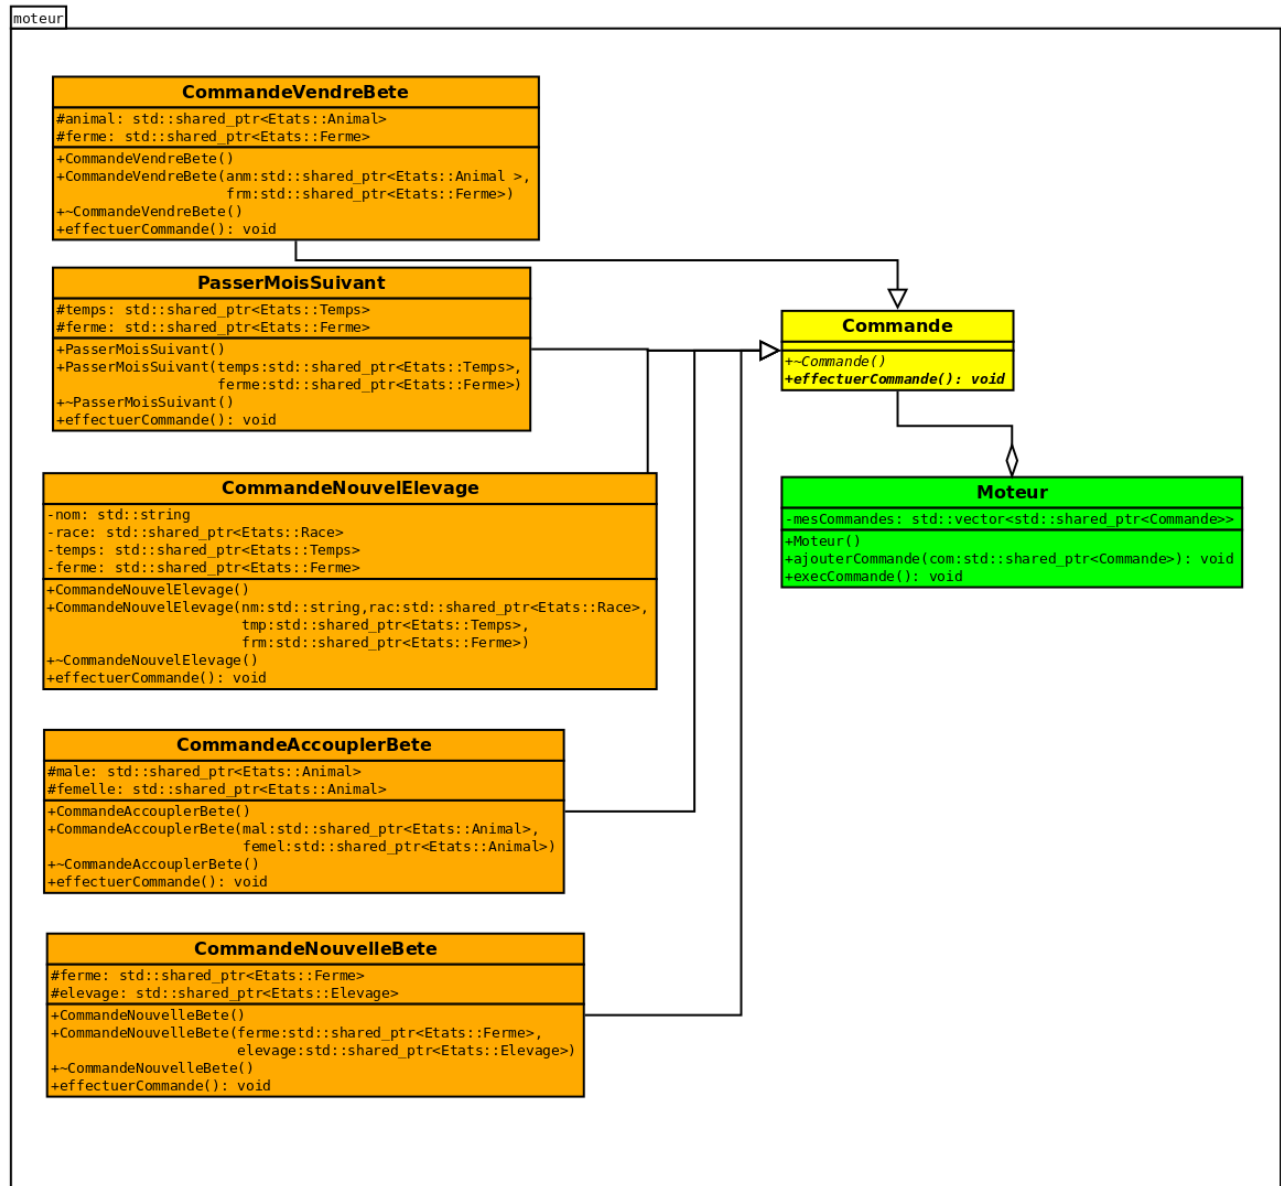 moteur
CommandeVendreBete
#animal: std::shared_ptr<Etats::Animal>
#ferme: std::shared_ptr<Etats::Ferme>
+CommandeVendreBete()
+CommandeVendreBete(anm:std::shared_ptr<Etats::Animal >,
frm:std::shared_ptr<Etats::Ferme>)
+~CommandeVendreBete()
+effectuerCommande(): void
PasserMoisSuivant
#temps: std::shared_ptr<Etats::Temps>
#ferme: std::shared_ptr<Etats::Ferme>
+PasserMoisSuivant()
+PasserMoisSuivant(temps:std::shared_ptr<Etats::Temps>,
ferme:std::shared_ptr<Etats::Ferme>)
+~PasserMoisSuivant()
+effectuerCommande(): void
Commande
+~Commande()
+effectuerCommande(): void
CommandeNouvelElevage
-nom: std::string
-race: std::shared_ptr<Etats::Race>
-temps: std::shared_ptr<Etats::Temps>
-ferme: std::shared_ptr<Etats::Ferme>
+CommandeNouvelElevage()
+CommandeNouvelElevage(nm:std::string,rac:std::shared_ptr<Etats::Race>,
tmp:std::shared_ptr<Etats::Temps>,
frm:std::shared_ptr<Etats::Ferme>)
+~CommandeNouvelElevage()
+effectuerCommande(): void
Moteur
-mesCommandes: std::vector<std::shared_ptr<Commande>>
+Moteur()
+ajouterCommande(com:std::shared_ptr<Commande>): void
+execCommande(): void
CommandeAccouplerBete
#male: std::shared_ptr<Etats::Animal>
#femelle: std::shared_ptr<Etats::Animal>
+CommandeAccouplerBete()
+CommandeAccouplerBete(mal:std::shared_ptr<Etats::Animal>,
femel:std::shared_ptr<Etats::Animal>)
+~CommandeAccouplerBete()
+effectuerCommande(): void
CommandeNouvelleBete
#ferme: std::shared_ptr<Etats::Ferme>
#elevage: std::shared_ptr<Etats::Elevage>
+CommandeNouvelleBete()
+CommandeNouvelleBete(ferme:std::shared_ptr<Etats::Ferme>,
elevage:std::shared_ptr<Etats::Elevage>)
+~CommandeNouvelleBete()
+effectuerCommande(): void